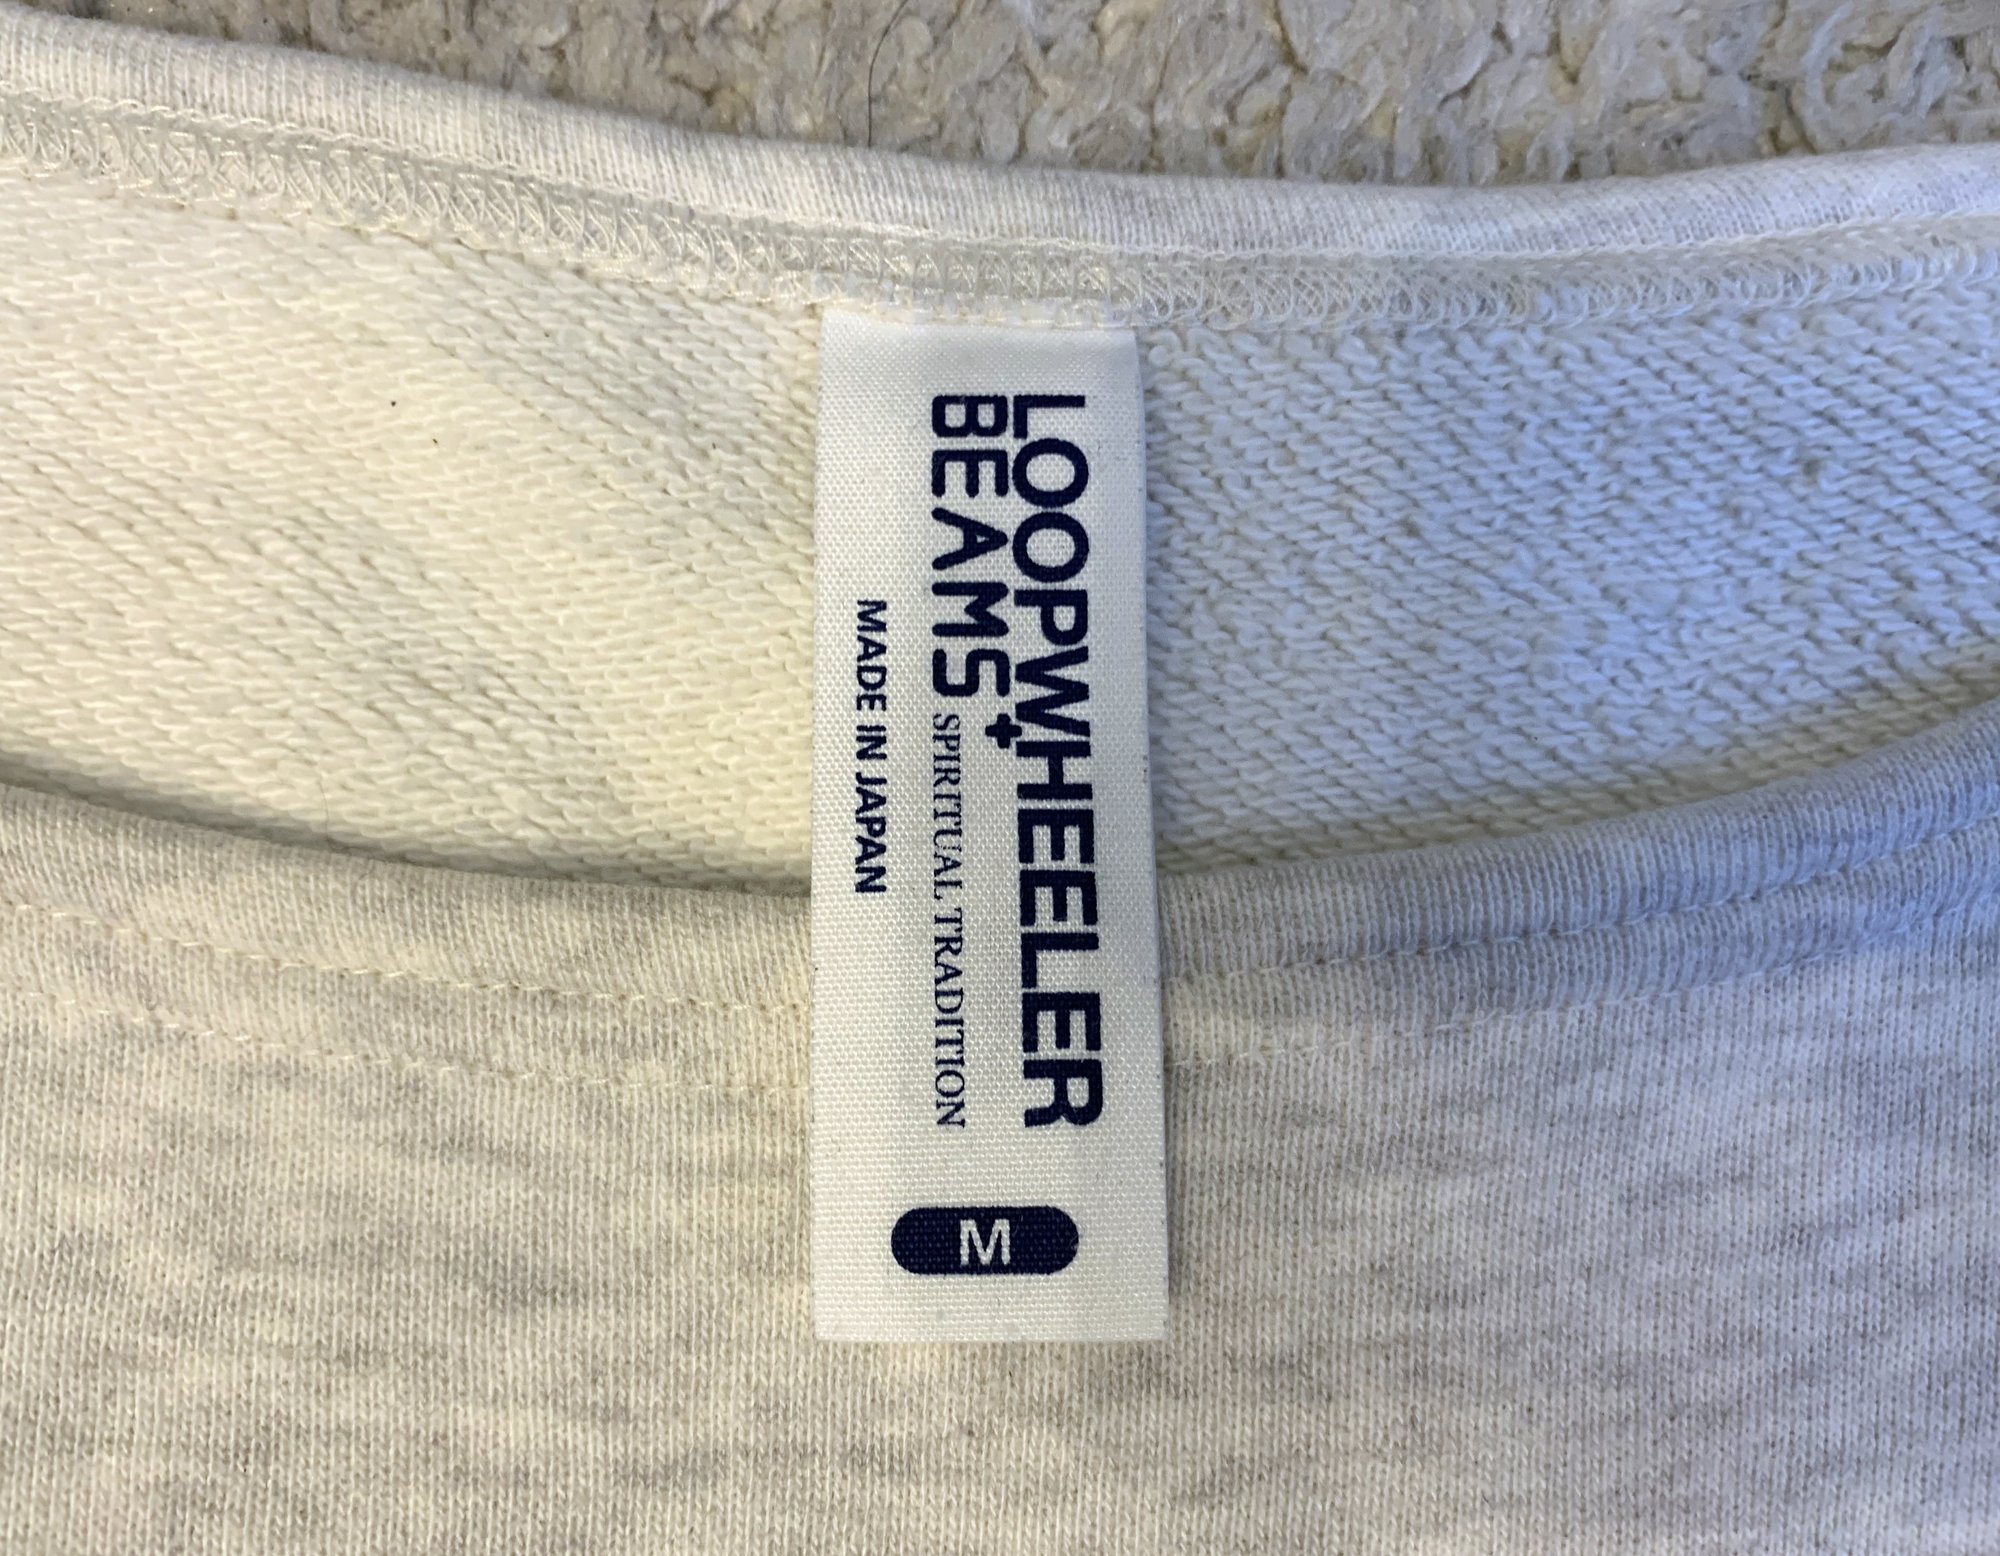 LOOPWHEELER
BEAMS+ SPIRITUAL TRADITION
MADE IN JAPAN
M